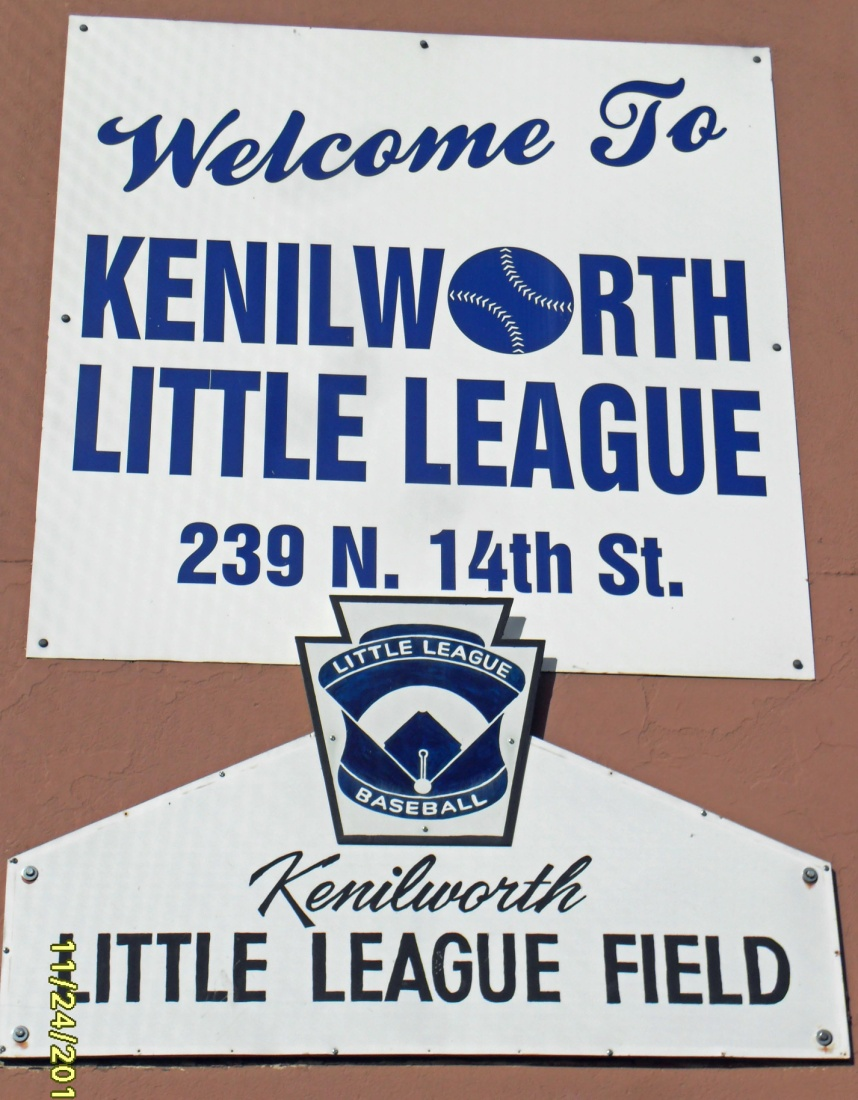 Welcome To
KENILWORTH
LITTLE LEAGUE
239 N. 14th St.
LITTLE LEAGUE
BASEBALL
Kenilworth
LITTLE LEAGUE FIELD
11/24/201